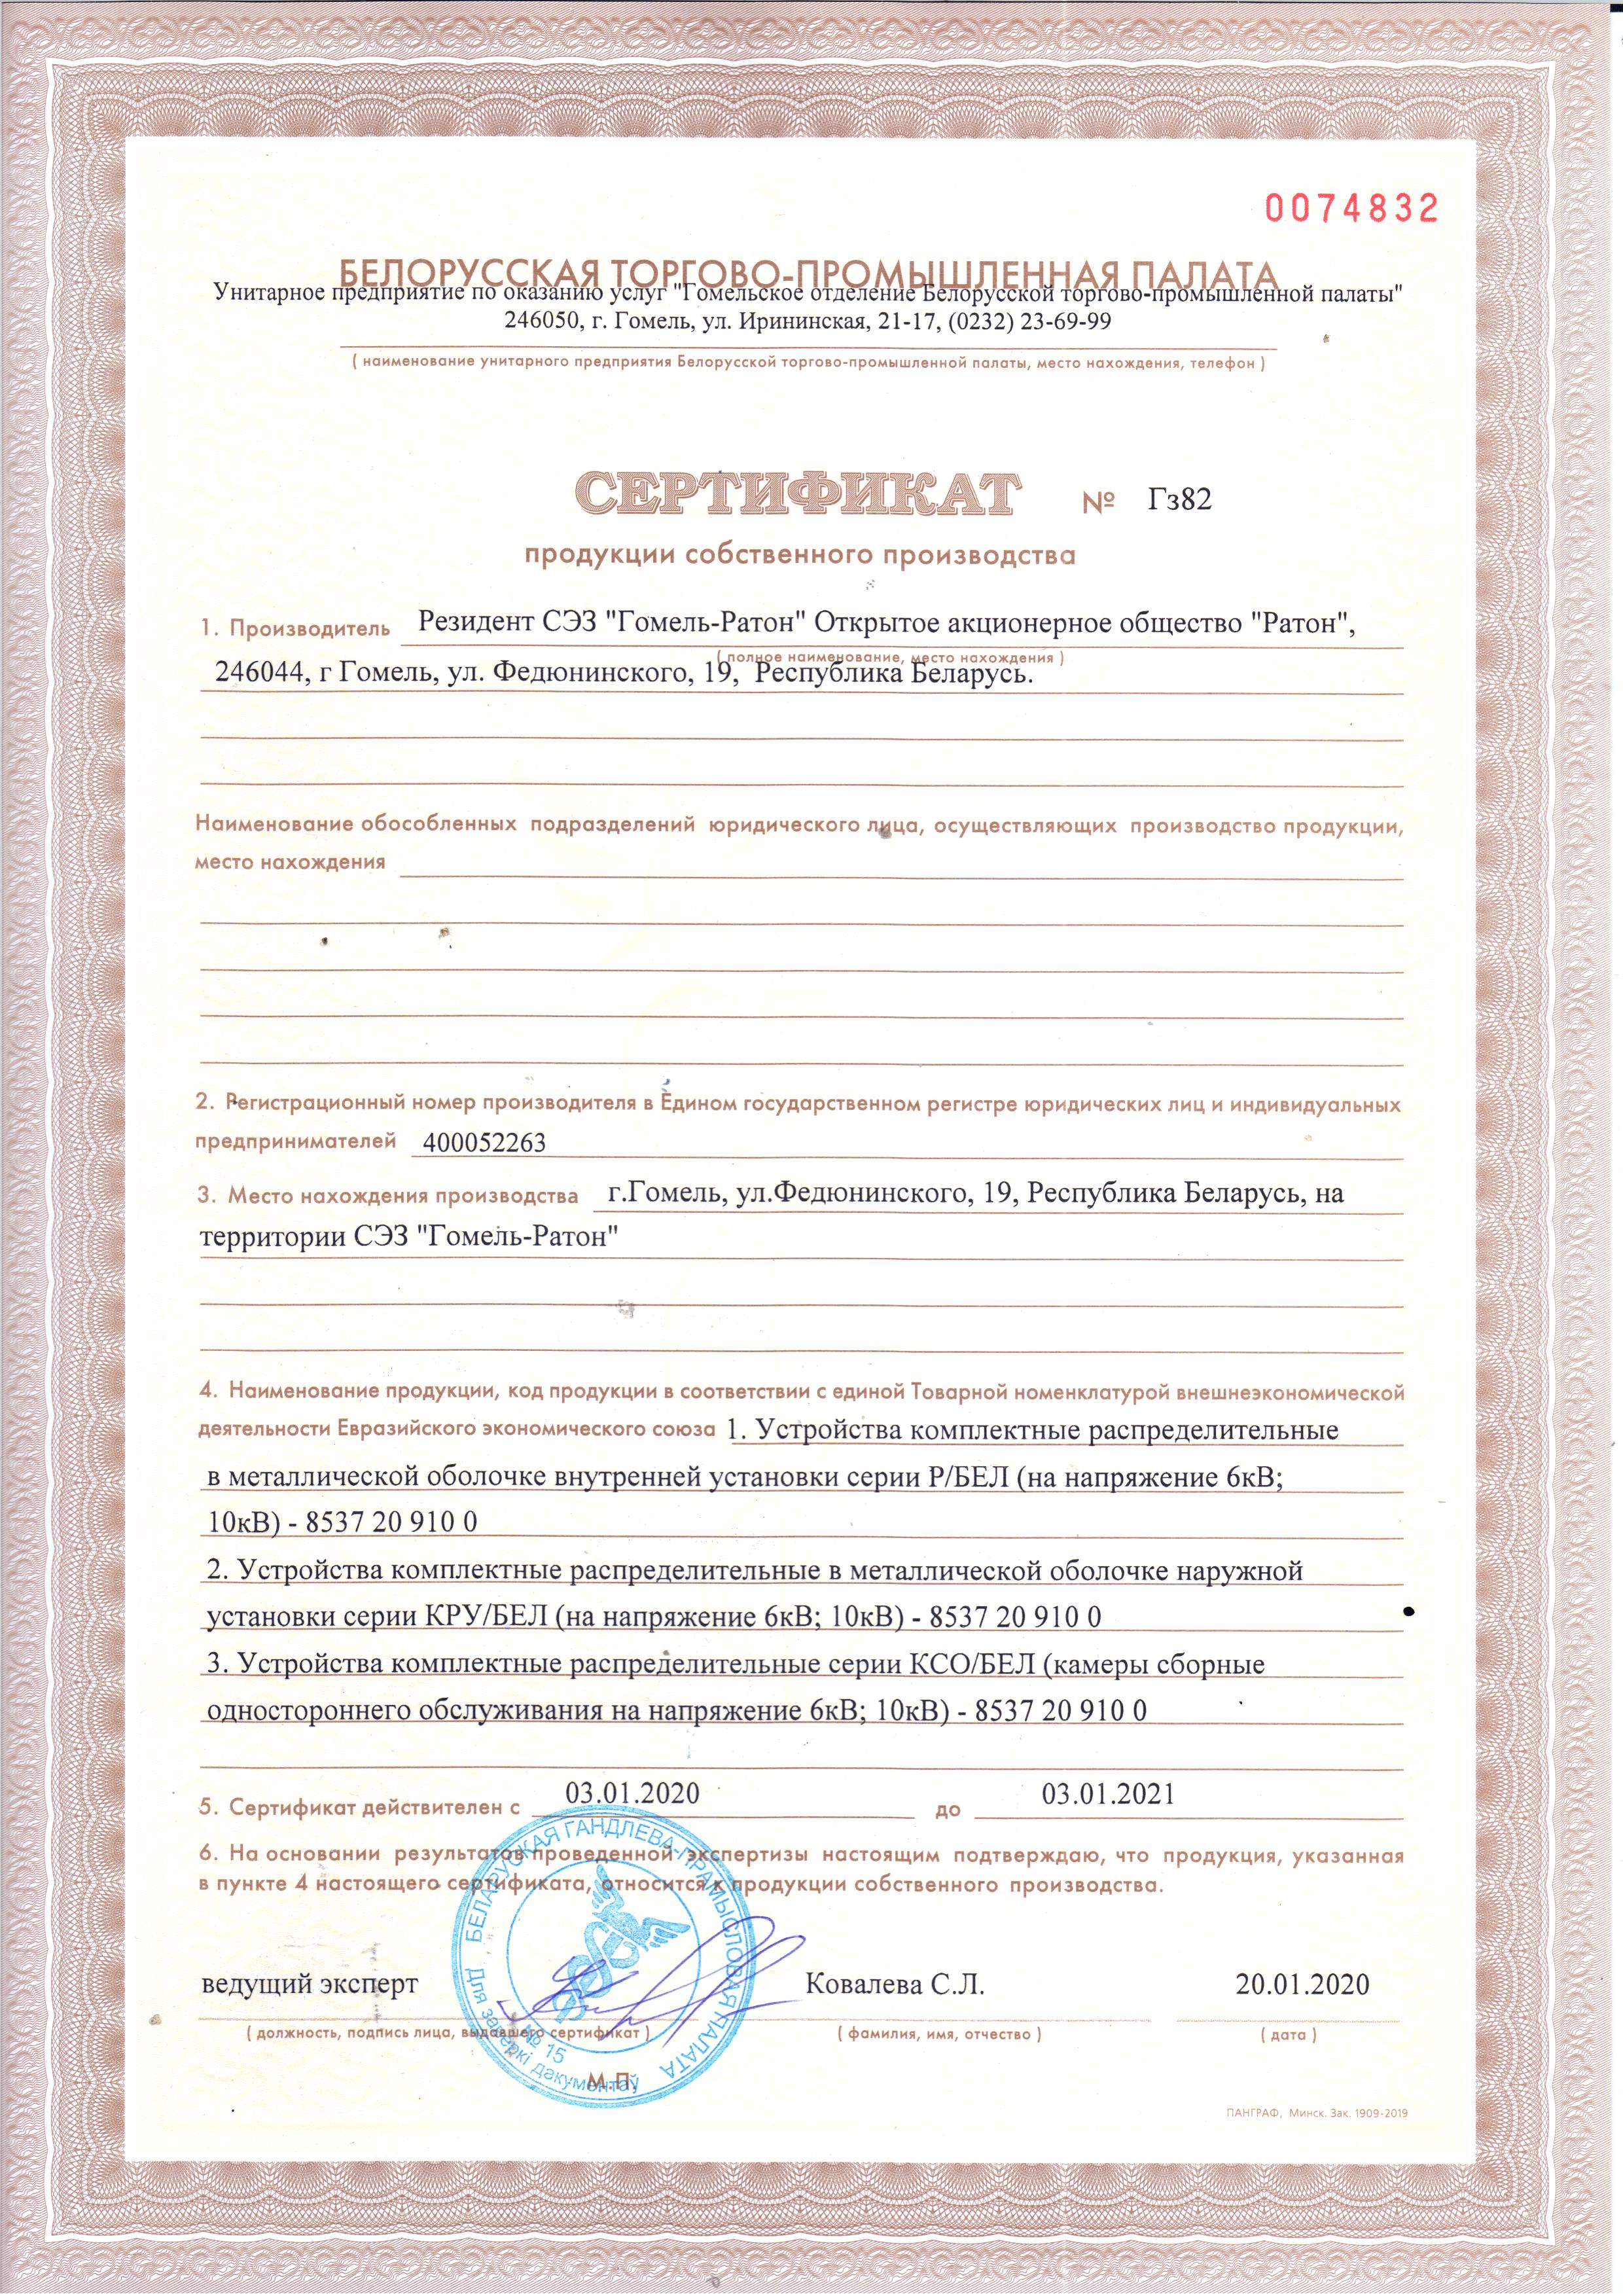 0074832
БЕЛОРУССКАЯ ТОРГОВО-ПРОМЫШЛЕННАЯ ПАЛАТА
Унитарное предприятие по оказанию услуг "Гомельское отделение Белорусской торгово-промышленной палаты"
246050, г. Гомель, ул. Ирининская, 21-17, (0232) 23-69-99
( наименование унитарного предприятия Белорусской торгово-промышленной палаты, место нахождения, телефон )
СЕРТИФИКАТ № Гз82
продукции собственного производства
1. Производитель Резидент СЭЗ "Гомель-Ратон" Открытое акционерное общество "Ратон",
( полное наименование, место нахождения )
246044, г Гомель, ул. Федюнинского, 19, Республика Беларусь.
Наименование обособленных подразделений юридического лица, осуществляющих производство продукции,
место нахождения
2. Регистрационный номер производителя в Едином государственном регистре юридических лиц и индивидуальных
предпринимателей 400052263
3. Место нахождения производства г.Гомель, ул.Федюнинского, 19, Республика Беларусь, на
территории СЭЗ "Гомель-Ратон"
4. Наименование продукции, код продукции в соответствии с единой Товарной номенклатурой внешнеэкономической
деятельности Евразийского экономического союза 1. Устройства комплектные распределительные
в металлической оболочке внутренней установки серии Р/БЕЛ (на напряжение 6кВ;
10кВ) - 8537 20 910 0
2. Устройства комплектные распределительные в металлической оболочке наружной
установки серии КРУ/БЕЛ (на напряжение 6кВ; 10кВ) - 8537 20 910 0
3. Устройства комплектные распределительные серии КСО/БЕЛ (камеры сборные
одностороннего обслуживания на напряжение 6кВ; 10кВ) - 8537 20 910 0
5. Сертификат действителен с 03.01.2020 до 03.01.2021
6. На основании результатов проведенной экспертизы настоящим подтверждаю, что продукция, указанная
в пункте 4 настоящего сертификата, относится к продукции собственного производства.
БЕЛАРУСКАЯ ГАНДЛЁВА-ПРАМЫСЛОВАЯ ПАЛАТА
Для заверкі дакументаў
№ 15
ведущий эксперт Ковалева С.Л. 20.01.2020
( должность, подпись лица, выдавшего сертификат ) ( фамилия, имя, отчество ) ( дата )
М.П.
ПАНГРАФ, Минск. Зак. 1909-2019